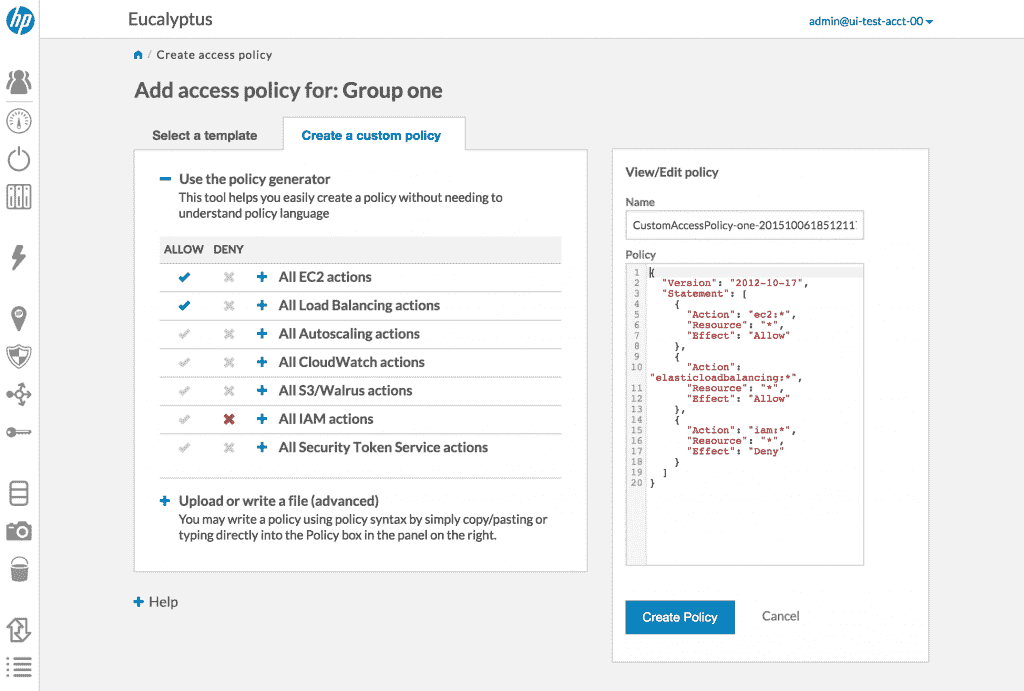 hp
Eucalyptus
admin@ui-test-acct-00
/ Create access policy
Add access policy for: Group one
Select a template
Create a custom policy
Use the policy generator
This tool helps you easily create a policy without needing to
understand policy language
ALLOW DENY
All EC2 actions
All Load Balancing actions
All Autoscaling actions
All CloudWatch actions
All S3/Walrus actions
All IAM actions
All Security Token Service actions
Upload or write a file (advanced)
You may write a policy using policy syntax by simply copy/pasting or
typing directly into the Policy box in the panel on the right.
Help
View/Edit policy
Name
CustomAccessPolicy-one-201510061851211
Policy
1 {
2 "Version": "2012-10-17",
3 "Statement": [
4 {
5 "Action": "ec2:*",
6 "Resource": "*",
7 "Effect": "Allow"
8 },
9 {
10 "Action":
"elasticloadbalancing:*",
11 "Resource": "*",
12 "Effect": "Allow"
13 },
14 {
15 "Action": "iam:*",
16 "Resource": "*",
17 "Effect": "Deny"
18 }
19 ]
20 }
Create Policy
Cancel